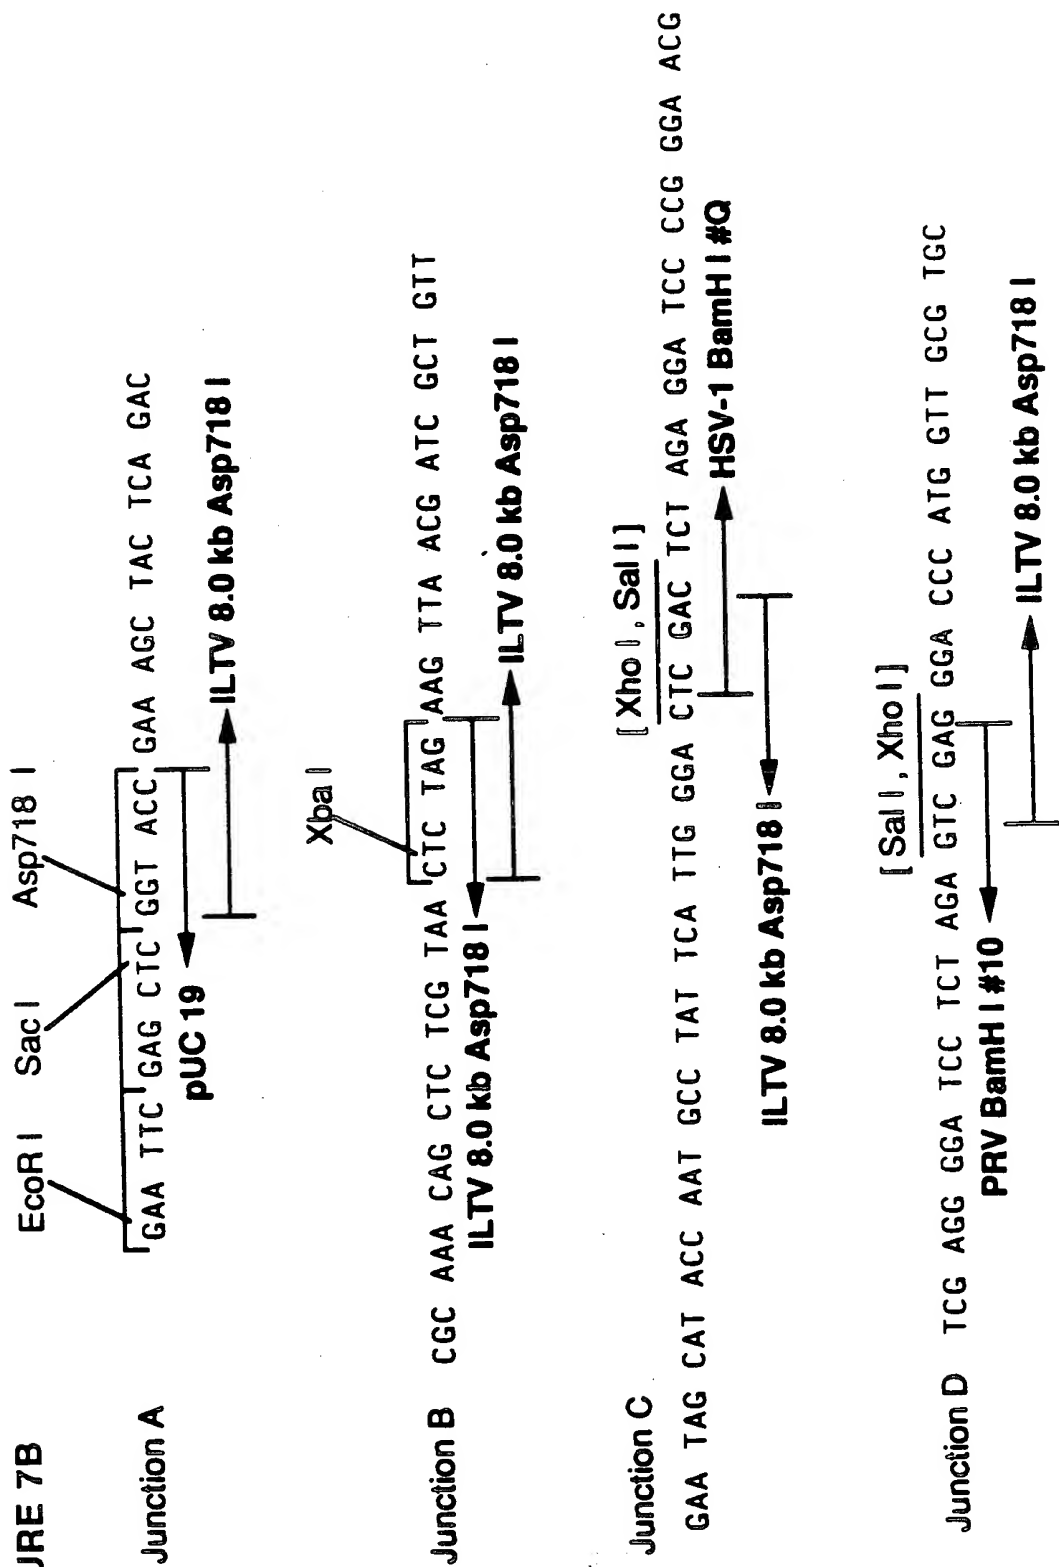 URE 7B
EcoR I Sac I Asp718 I
Junction A GAA TTC GAG CTC GGT ACC GAA AGC TAC TCA GAC
pUC 19
ILTV 8.0 kb Asp718 I
Xba I
Junction B CGC AAA CAG CTC TCG TAA CTC TAG AAG TTA ACG ATC GCT GTT
ILTV 8.0 kb Asp718 I
ILTV 8.0 kb Asp718 I
Junction C
[Xho I, Sal I]
GAA TAG CAT ACC AAT GCC TAT TCA TTG GGA CTC GAC TCT AGA GGA TCC CCG GGA ACG
HSV-1 BamH I #Q
ILTV 8.0 kb Asp718 I
[Sal I, Xho I]
Junction D TCG AGG GGA TCC TCT AGA GTC GAG GGA CCC ATG GTT GCG TGC
PRV BamH I #10
ILTV 8.0 kb Asp718 I